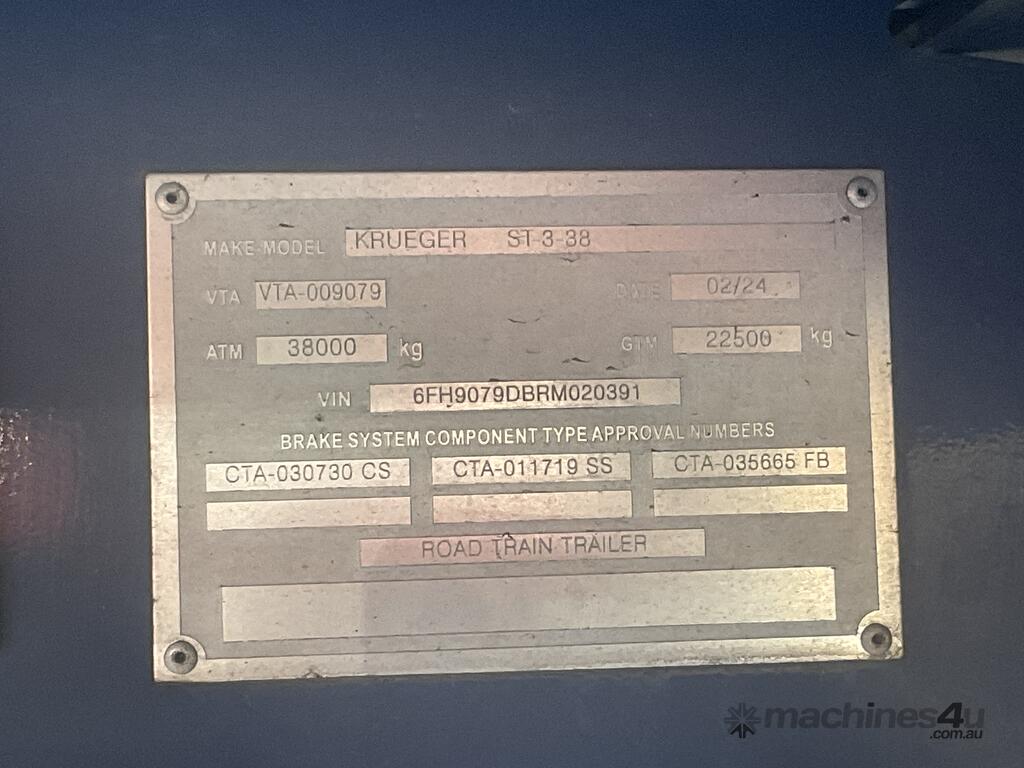 MAKE-MODEL KRUEGER ST-3-38
VTA VTA-009079 DATE 02/24
ATM 38000 kg GTM 22500 kg
VIN 6FH9079DBRM020391
BRAKE SYSTEM COMPONENT TYPE APPROVAL NUMBERS
CTA-030730 CS CTA-011719 SS CTA-035665 FB
ROAD TRAIN TRAILER
machines4u
.com.au